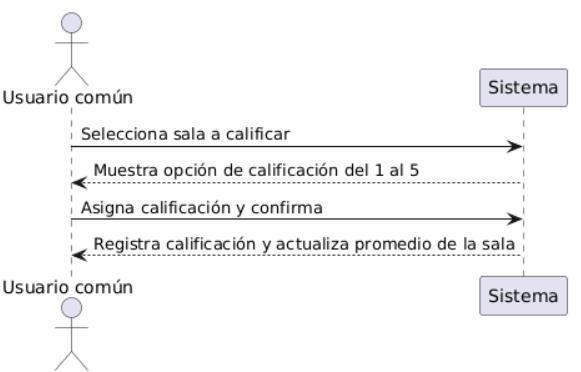 Usuario común
Sistema
Selecciona sala a calificar
Muestra opción de calificación del 1 al 5
Asigna calificación y confirma
Registra calificación y actualiza promedio de la sala
Usuario común
Sistema